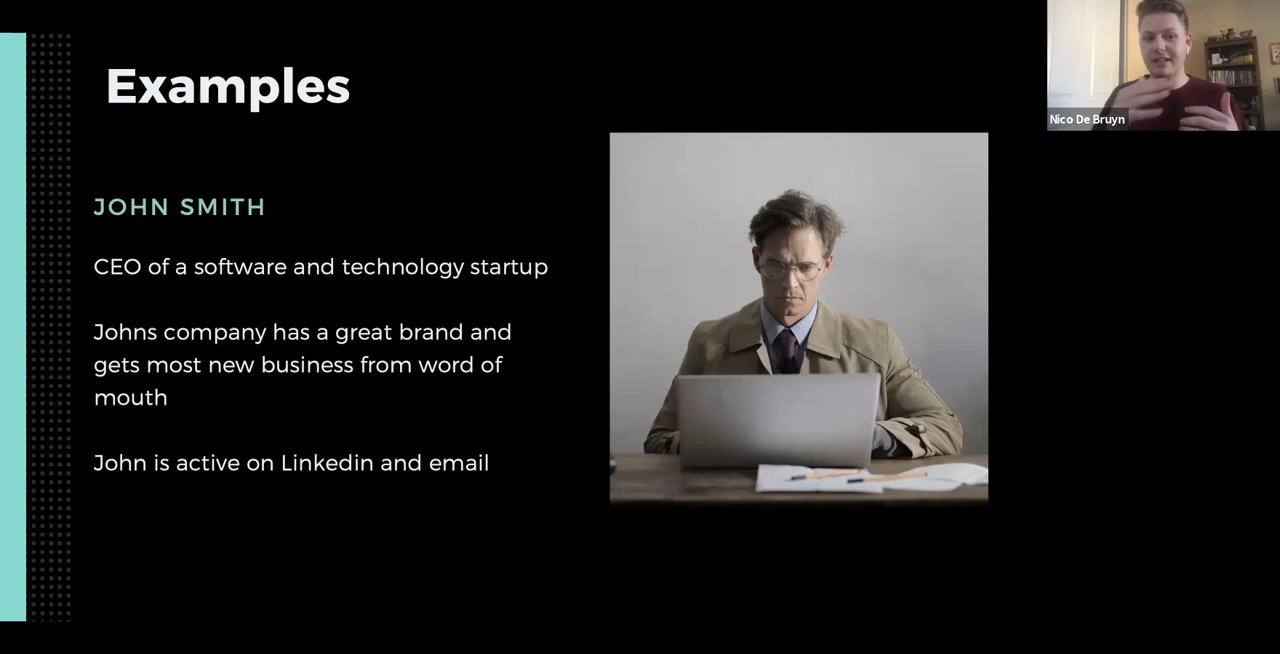 Examples
Nico De Bruyn
JOHN SMITH
CEO of a software and technology startup
Johns company has a great brand and
gets most new business from word of
mouth
John is active on Linkedin and email